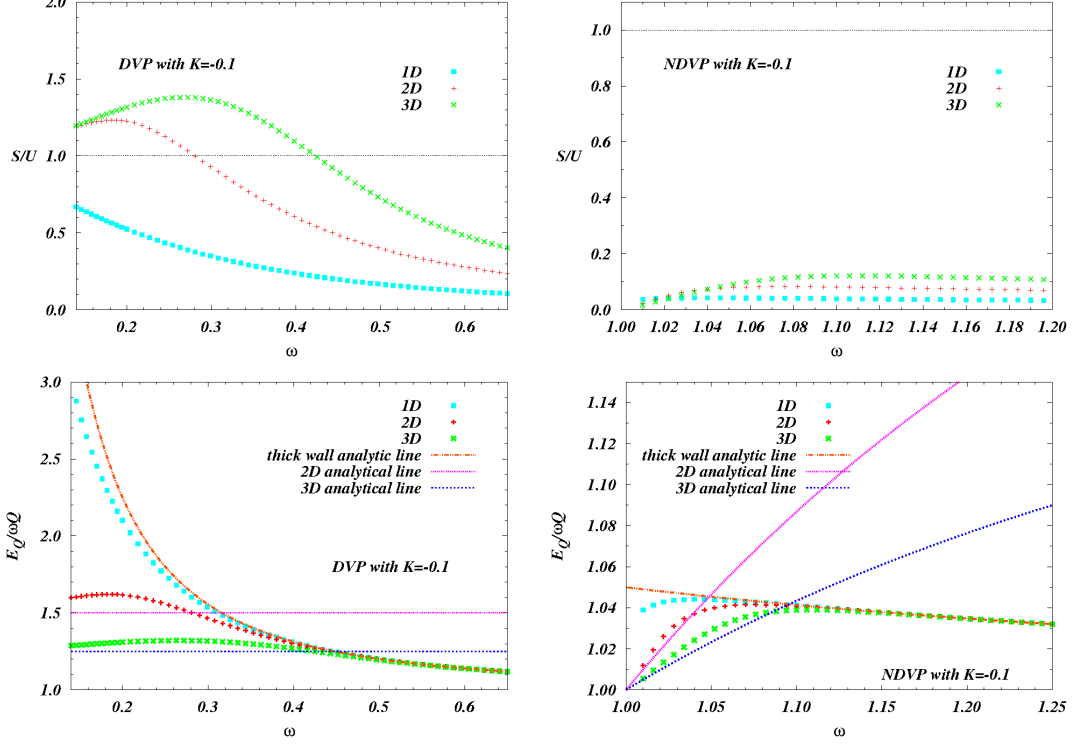 2.0
1.5
1.0
0.5
0.0
S/U
DVP with K=-0.1
1D
2D
3D
0.2 0.3 0.4 0.5 0.6
ω
1.0
0.8
0.6
0.4
0.2
0.0
S/U
NDVP with K=-0.1
1D
2D
3D
1.00 1.02 1.04 1.06 1.08 1.10 1.12 1.14 1.16 1.18 1.20
ω
3.0
2.5
2.0
1.5
1.0
E_Q/ωQ
1D
2D
3D
thick wall analytic line
2D analytical line
3D analytical line
DVP with K=-0.1
0.2 0.3 0.4 0.5 0.6
ω
1.14
1.12
1.10
1.08
1.06
1.04
1.02
1.00
E_Q/ωQ
1D
2D
3D
thick wall analytic line
2D analytical line
3D analytical line
NDVP with K=-0.1
1.00 1.05 1.10 1.15 1.20 1.25
ω